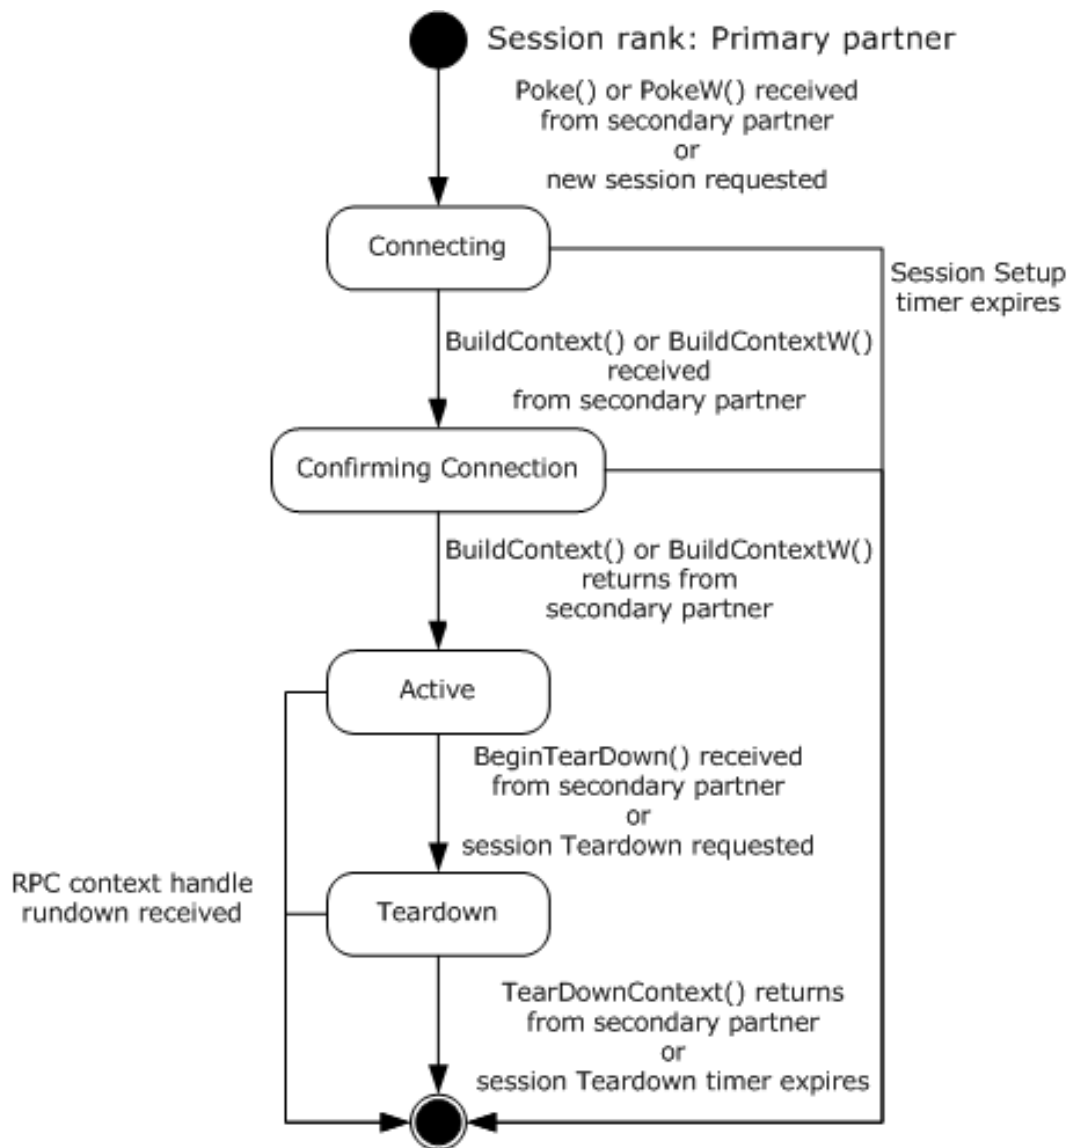 Session rank: Primary partner
Poke() or PokeW() received
from secondary partner
or
new session requested
Connecting
Session Setup
timer expires
BuildContext() or BuildContextW()
received
from secondary partner
Confirming Connection
BuildContext() or BuildContextW()
returns from
secondary partner
Active
BeginTearDown() received
from secondary partner
or
session Teardown requested
RPC context handle
rundown received
Teardown
TearDownContext() returns
from secondary partner
or
session Teardown timer expires